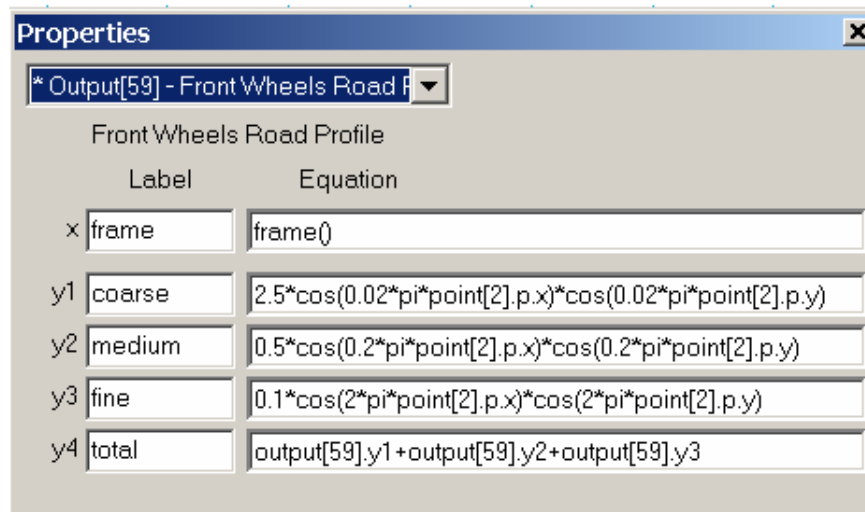 Properties
* Output[59] - Front Wheels Road
Front Wheels Road Profile
Label Equation
x frame frame()
y1 coarse 2.5*cos(0.02*pi*point[2].p.x)*cos(0.02*pi*point[2].p.y)
y2 medium 0.5*cos(0.2*pi*point[2].p.x)*cos(0.2*pi*point[2].p.y)
y3 fine 0.1*cos(2*pi*point[2].p.x)*cos(2*pi*point[2].p.y)
y4 total output[59].y1+output[59].y2+output[59].y3